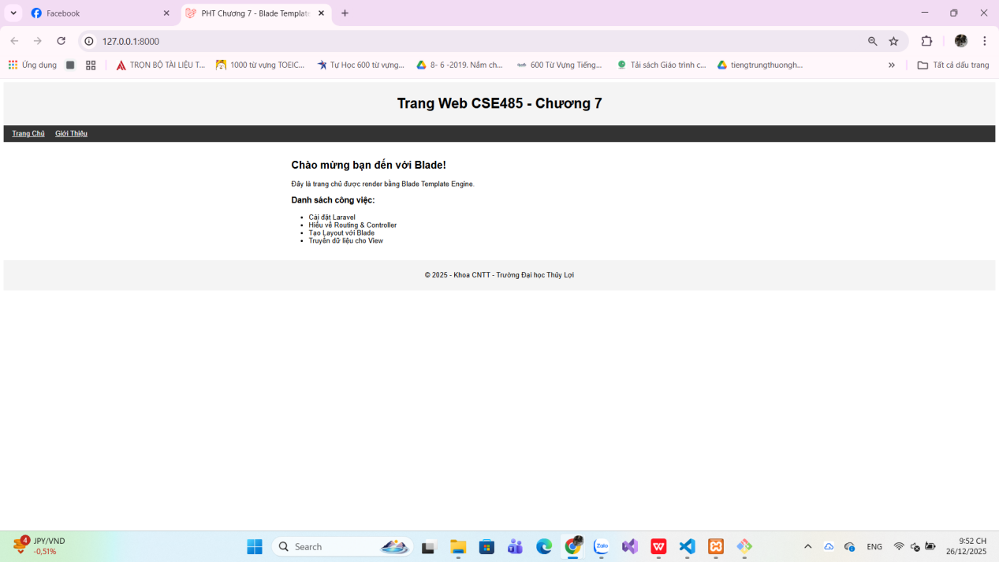 Facebook
PHT Chương 7 - Blade Template
127.0.0.1:8000
Ứng dụng
TRỌN BỘ TÀI LIỆU T...
1000 từ vựng TOEIC...
Tự Học 600 từ vựng...
8- 6 -2019. Nắm ch...
600 Từ Vựng Tiếng...
Tải sách Giáo trình c...
tiengtrungthuongh...
Tất cả dấu trang
Trang Web CSE485 - Chương 7
Trang Chủ
Giới Thiệu
Chào mừng bạn đến với Blade!
Đây là trang chủ được render bằng Blade Template Engine.
Danh sách công việc:
Cài đặt Laravel
Hiểu về Routing & Controller
Tạo Layout với Blade
Truyền dữ liệu cho View
© 2025 - Khoa CNTT - Trường Đại học Thủy Lợi
4
JPY/VND
-0,51%
Search
Zalo
ENG
9:52 CH
26/12/2025